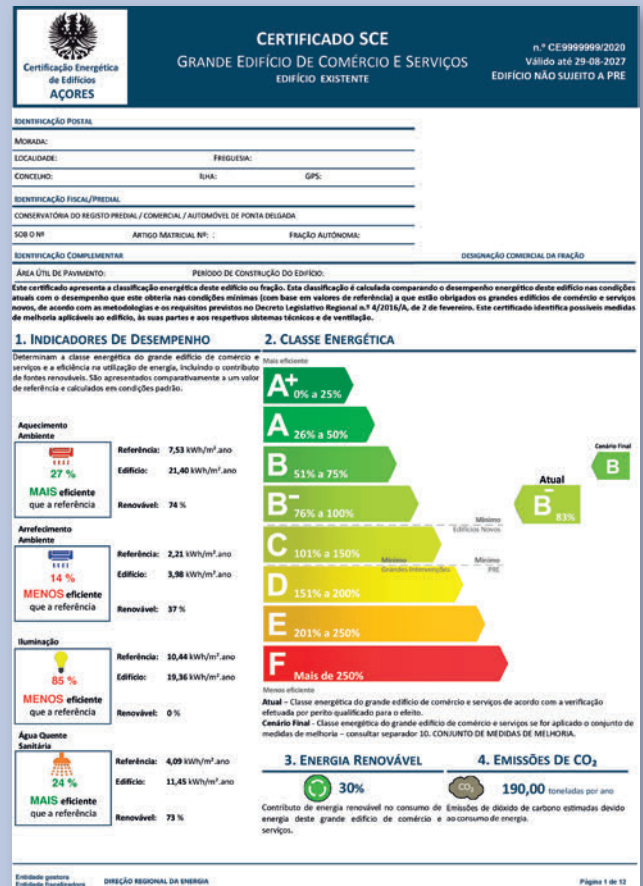 Certificação Energética
de Edifícios
AÇORES
CERTIFICADO SCE
GRANDE EDIFÍCIO DE COMÉRCIO E SERVIÇOS
EDIFÍCIO EXISTENTE
n.º CE9999999/2020
Válido até 29-08-2027
EDIFÍCIO NÃO SUJEITO A PRE
IDENTIFICAÇÃO POSTAL
MORADA:
LOCALIDADE: FREGUESIA:
CONCELHO: ILHA: GPS:
IDENTIFICAÇÃO FISCAL/PREDIAL
CONSERVATÓRIA DO REGISTO PREDIAL / COMERCIAL / AUTOMÓVEL DE PONTA DELGADA
SOB O Nº ARTIGO MATRICIAL Nº: : FRAÇÃO AUTÓNOMA:
IDENTIFICAÇÃO COMPLEMENTAR DESIGNAÇÃO COMERCIAL DA FRAÇÃO
ÁREA ÚTIL DE PAVIMENTO: PERÍODO DE CONSTRUÇÃO DO EDIFÍCIO:
Este certificado apresenta a classificação energética deste edifício ou fração. Esta classificação é calculada comparando o desempenho energético deste edifício nas condições
atuais com o desempenho que este obteria nas condições mínimas (com base em valores de referência) a que estão obrigados os grandes edifícios de comércio e serviços
novos, de acordo com as metodologias e os requisitos previstos no Decreto Legislativo Regional n.º 4/2016/A, de 2 de fevereiro. Este certificado identifica possíveis medidas
de melhoria aplicáveis ao edifício, às suas partes e aos respetivos sistemas técnicos e de ventilação.
1. INDICADORES DE DESEMPENHO
Determinam a classe energética do grande edifício de comércio e
serviços e a eficiência na utilização de energia, incluindo o contributo
de fontes renováveis. São apresentados comparativamente a um valor
de referência e calculados em condições padrão.
Aquecimento
Ambiente
27 %
MAIS eficiente
que a referência
Referência: 7,53 kWh/m².ano
Edifício: 21,40 kWh/m².ano
Renovável: 74 %
Arrefecimento
Ambiente
14 %
MENOS eficiente
que a referência
Referência: 2,21 kWh/m².ano
Edifício: 3,98 kWh/m².ano
Renovável: 37 %
Iluminação
85 %
MENOS eficiente
que a referência
Referência: 10,44 kWh/m².ano
Edifício: 19,36 kWh/m².ano
Renovável: 0 %
Água Quente
Sanitária
24 %
MAIS eficiente
que a referência
Referência: 4,09 kWh/m².ano
Edifício: 11,45 kWh/m².ano
Renovável: 73 %
2. CLASSE ENERGÉTICA
Mais eficiente
A+ 0% a 25%
A 26% a 50%
B 51% a 75%
B- 76% a 100%
C 101% a 150%
D 151% a 200%
E 201% a 250%
F Mais de 250%
Menos eficiente
Mínimo
Edifícios Novos
Mínimo
Grandes Intervenções
Mínimo
PRE
Atual
B- 83%
Cenário Final
B
Atual – Classe energética do grande edifício de comércio e serviços de acordo com a verificação
efetuada por perito qualificado para o efeito.
Cenário Final - Classe energética do grande edifício de comércio e serviços se for aplicado o conjunto de
medidas de melhoria – consultar separador 10. CONJUNTO DE MEDIDAS DE MELHORIA.
3. ENERGIA RENOVÁVEL
30%
Contributo de energia renovável no consumo de
energia deste grande edifício de comércio e
serviços.
4. EMISSÕES DE CO₂
CO₂
190,00 toneladas por ano
Emissões de dióxido de carbono estimadas devido
ao consumo de energia.
Entidade gestora
Entidade fiscalizadora
DIREÇÃO REGIONAL DA ENERGIA
Página 1 de 12